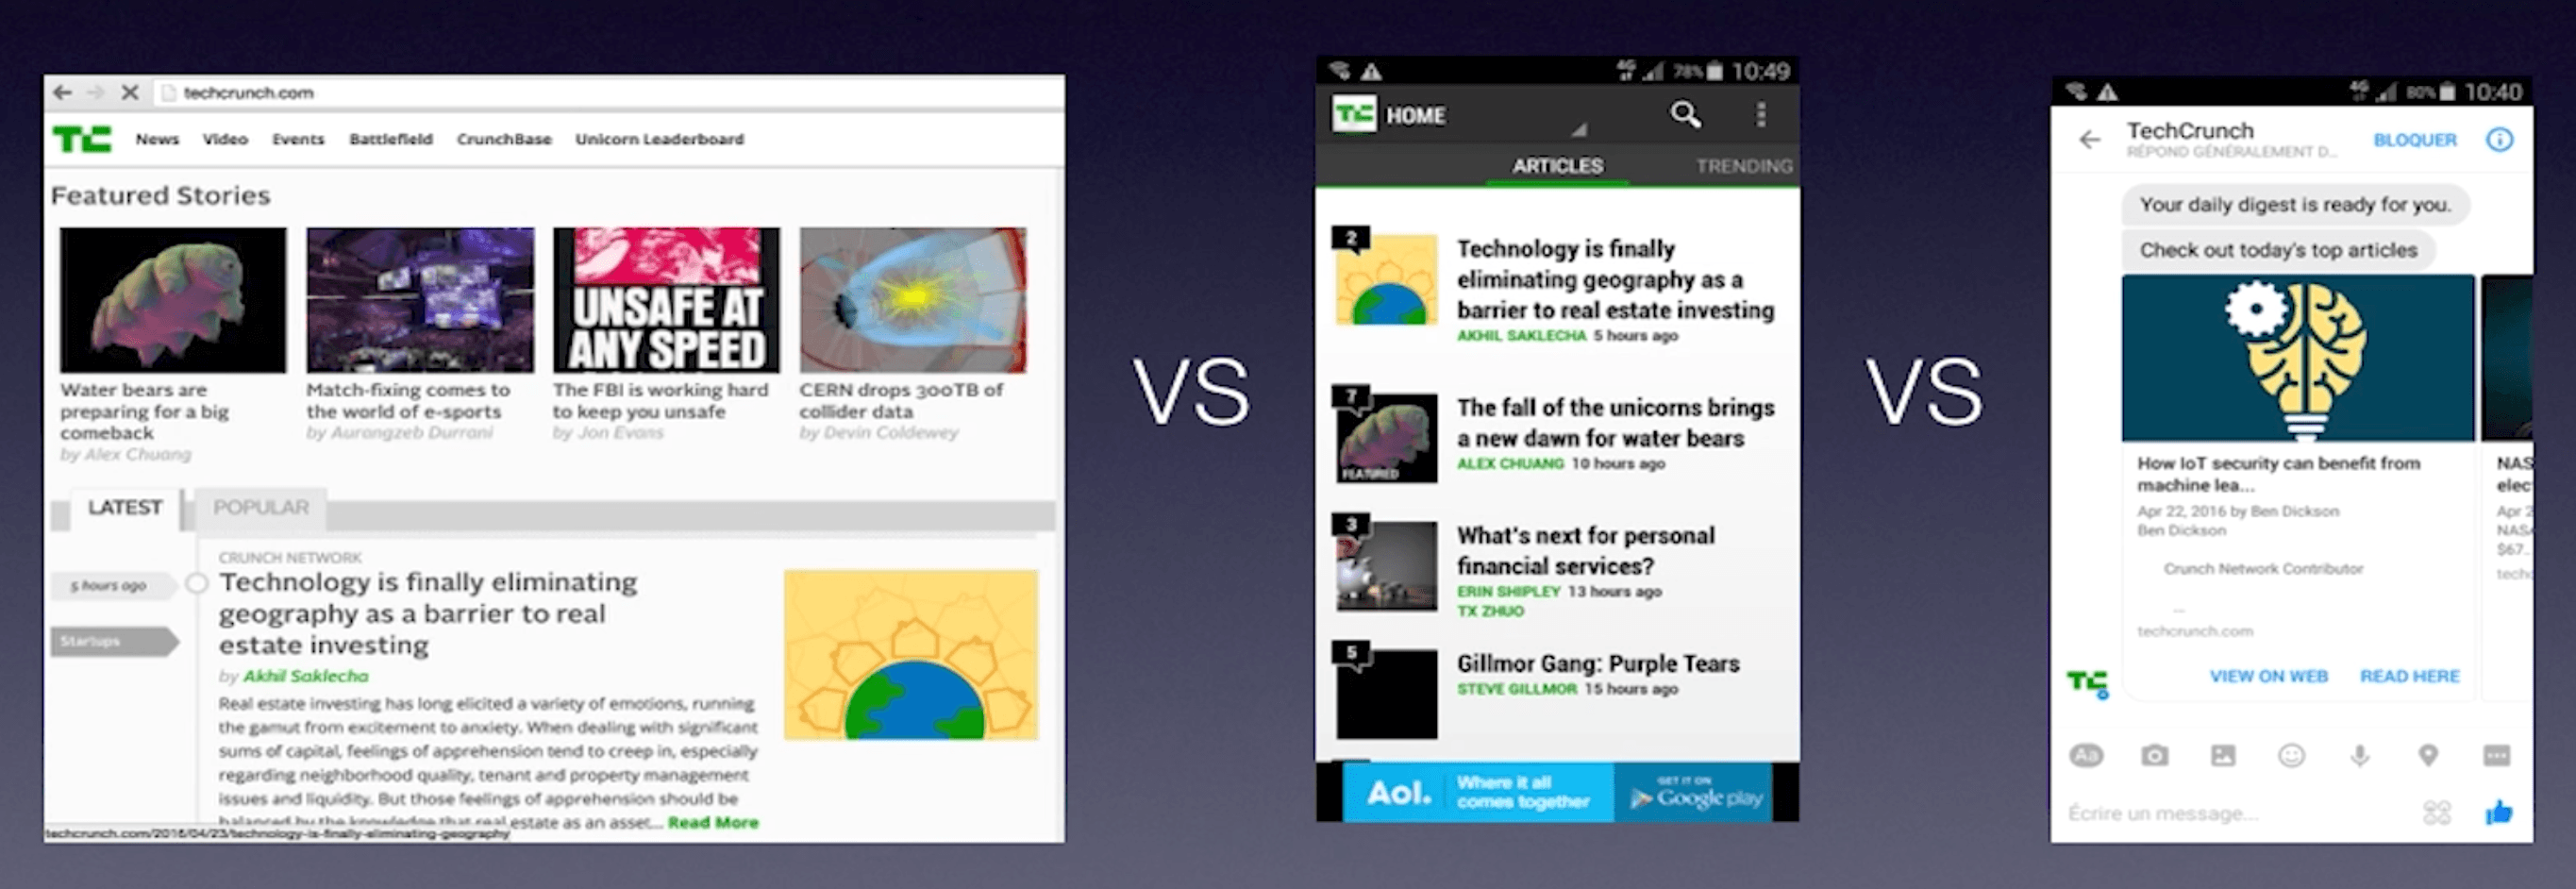 techcrunch.com
TC News Video Events Battlefield CrunchBase Unicorn Leaderboard
Featured Stories
UNSAFE AT
ANY SPEED
Water bears are
preparing for a big
comeback
by Alex Chuang
Match-fixing comes to
the world of e-sports
by Aurangzeb Durrani
The FBI is working hard
to keep you unsafe
by Jon Evans
CERN drops 300TB of
collider data
by Devin Coldewey
LATEST POPULAR
CRUNCH NETWORK
5 hours ago
Startups
Technology is finally eliminating
geography as a barrier to real
estate investing
by Akhil Saklecha
Real estate investing has long elicited a variety of emotions, running
the gamut from excitement to anxiety. When dealing with significant
sums of capital, feelings of apprehension tend to creep in, especially
regarding neighborhood quality, tenant and property management
issues and liquidity. But those feelings of apprehension should be
balanced by the knowledge that real estate as an asset... Read More
techcrunch.com/2016/04/23/technology-is-finally-eliminating-geography
VS
4G 78% 10:49
TC HOME
ARTICLES TRENDING
2
Technology is finally
eliminating geography as a
barrier to real estate investing
AKHIL SAKLECHA 5 hours ago
7
FEATURED
The fall of the unicorns brings
a new dawn for water bears
ALEX CHUANG 10 hours ago
3
What's next for personal
financial services?
ERIN SHIPLEY 13 hours ago
TX ZHUO
5
Gillmor Gang: Purple Tears
STEVE GILLMOR 15 hours ago
Aol. Where it all
comes together
GET IT ON
Google play
VS
4G 80% 10:40
TechCrunch
RÉPOND GÉNÉRALEMENT D...
BLOQUER
Your daily digest is ready for you.
Check out today's top articles
How IoT security can benefit from
machine lea...
Apr 22, 2016 by Ben Dickson
Ben Dickson
Crunch Network Contributor
...
techcrunch.com
VIEW ON WEB READ HERE
NAS
elec
Apr 2
NAS
$67..
techc
TC
Aa
Écrire un message...